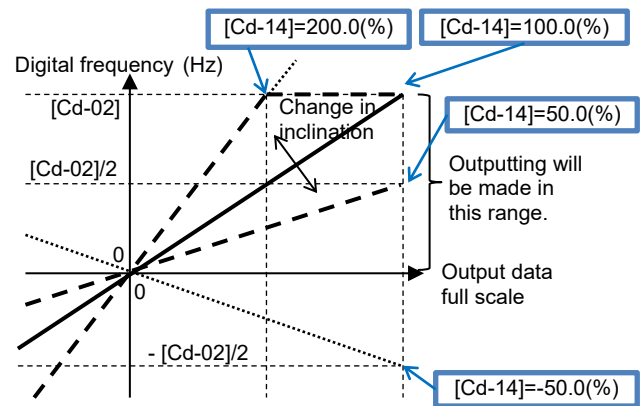 [Cd-14]=200.0(%)
[Cd-14]=100.0(%)
Digital frequency (Hz)
[Cd-02]
Change in
inclination
[Cd-14]=50.0(%)
[Cd-02]/2
Outputting will
be made in
this range.
0
0
Output data
full scale
- [Cd-02]/2
[Cd-14]=-50.0(%)